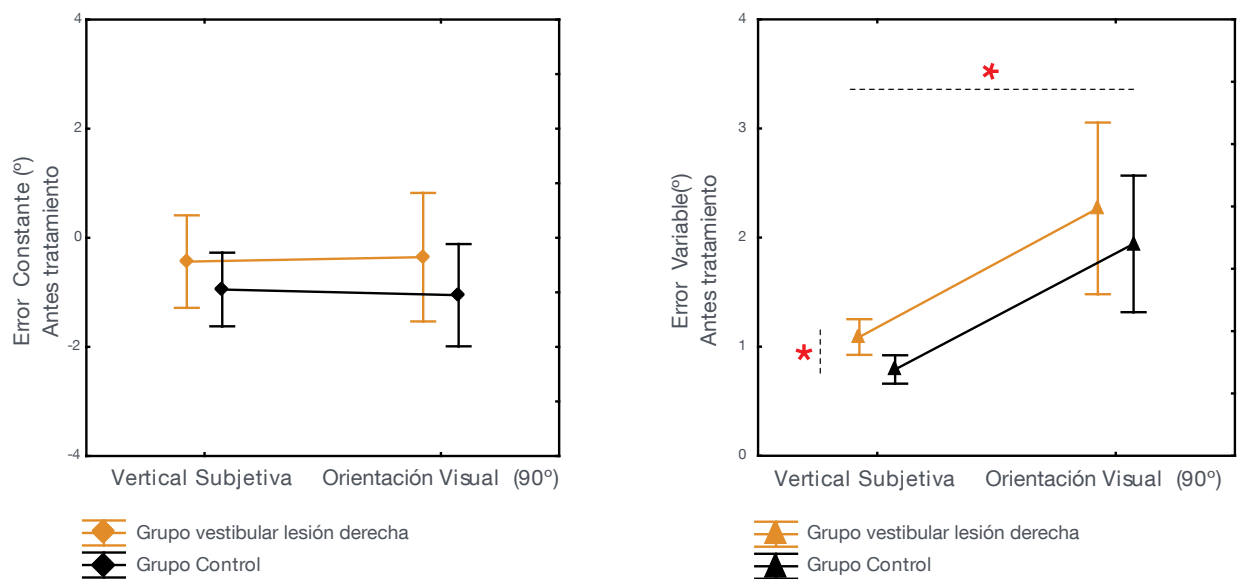 4
2
0
-2
-4
Error Constante (º)
Antes tratamiento
Vertical Subjetiva
Orientación Visual (90º)
Grupo vestibular lesión derecha
Grupo Control
4
3
2
1
0
Error Variable(º)
Antes tratamiento
*
*
Vertical Subjetiva
Orientación Visual (90º)
Grupo vestibular lesión derecha
Grupo Control